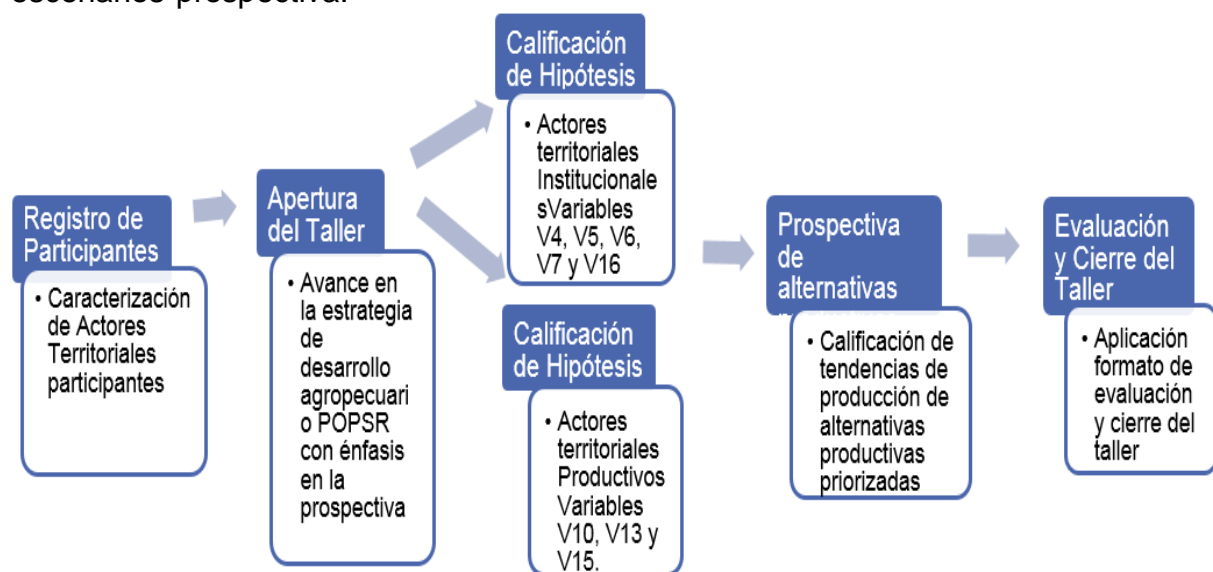 escenarios prospectiva.
Registro de
Participantes
• Caracterización
de Actores
Territoriales
participantes
Apertura
del Taller
• Avance en
la estrategia
de
desarrollo
agropecuari
o POPSR
con énfasis
en la
prospectiva
Calificación
de Hipótesis
• Actores
territoriales
Institucionale
sVariables
V4, V5, V6,
V7 y V16
Calificación
de Hipótesis
• Actores
territoriales
Productivos
Variables
V10, V13 y
V15.
Prospectiva
de
alternativas
• Calificación de
tendencias de
producción de
alternativas
productivas
priorizadas
Evaluación
y Cierre del
Taller
• Aplicación
formato de
evaluación
y cierre del
taller